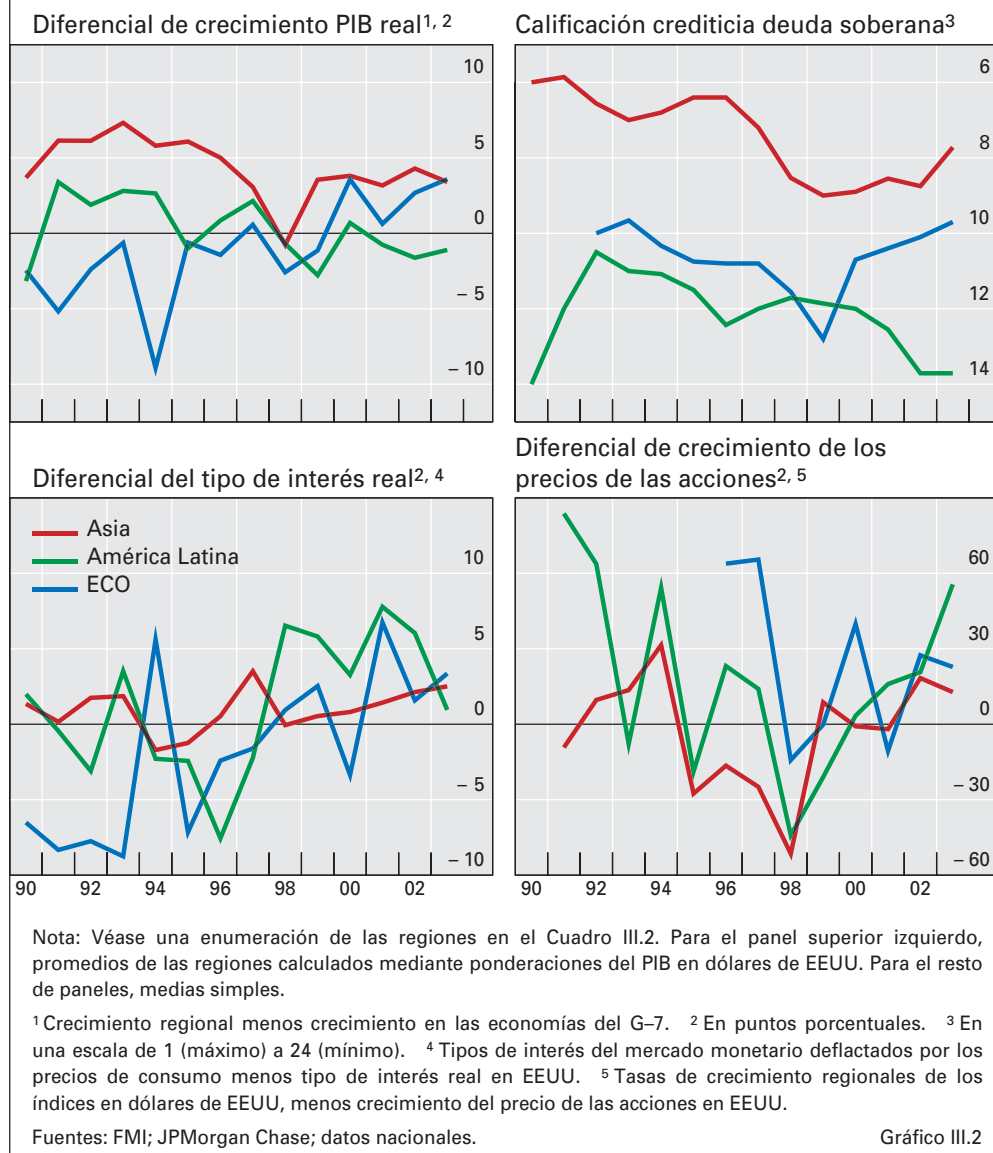 Diferencial de crecimiento PIB real1, 2
10
5
0
– 5
– 10
Calificación crediticia deuda soberana3
6
8
10
12
14
Diferencial del tipo de interés real2, 4
Asia
América Latina
ECO
10
5
0
– 5
– 10
90 92 94 96 98 00 02
Diferencial de crecimiento de los
precios de las acciones2, 5
60
30
0
– 30
– 60
90 92 94 96 98 00 02
Nota: Véase una enumeración de las regiones en el Cuadro III.2. Para el panel superior izquierdo,
promedios de las regiones calculados mediante ponderaciones del PIB en dólares de EEUU. Para el resto
de paneles, medias simples.
1 Crecimiento regional menos crecimiento en las economías del G–7. 2 En puntos porcentuales. 3 En
una escala de 1 (máximo) a 24 (mínimo). 4 Tipos de interés del mercado monetario deflactados por los
precios de consumo menos tipo de interés real en EEUU. 5 Tasas de crecimiento regionales de los
índices en dólares de EEUU, menos crecimiento del precio de las acciones en EEUU.
Fuentes: FMI; JPMorgan Chase; datos nacionales. Gráfico III.2